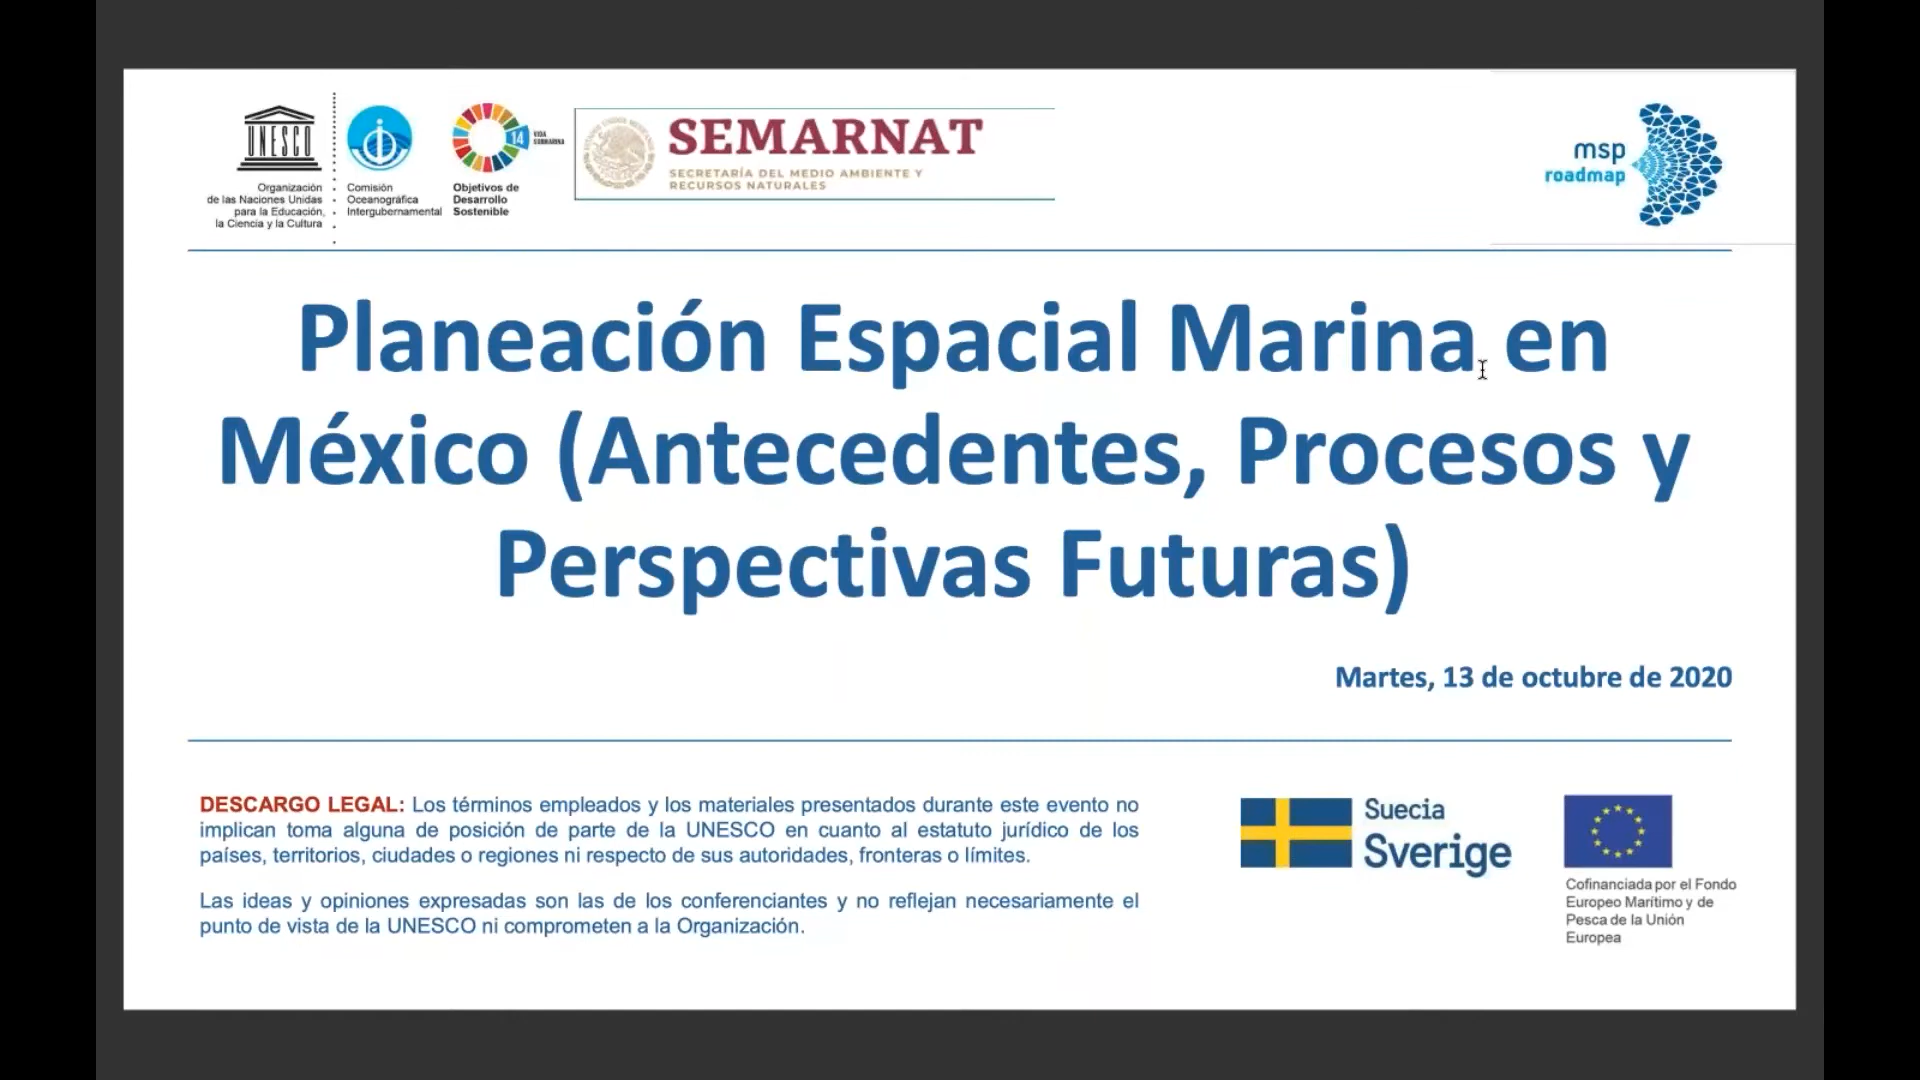 UNESCO
Organización
de las Naciones Unidas
para la Educación,
la Ciencia y la Cultura
Comisión
Oceanográfica
Intergubernamental
14
VIDA
SUBMARINA
Objetivos de
Desarrollo
Sostenible
SEMARNAT
SECRETARÍA DEL MEDIO AMBIENTE Y
RECURSOS NATURALES
msp
roadmap
Planeación Espacial Marina en
México (Antecedentes, Procesos y
Perspectivas Futuras)
Martes, 13 de octubre de 2020
DESCARGO LEGAL: Los términos empleados y los materiales presentados durante este evento no
implican toma alguna de posición de parte de la UNESCO en cuanto al estatuto jurídico de los
países, territorios, ciudades o regiones ni respecto de sus autoridades, fronteras o límites.
Las ideas y opiniones expresadas son las de los conferenciantes y no reflejan necesariamente el
punto de vista de la UNESCO ni comprometen a la Organización.
Suecia
Sverige
Cofinanciada por el Fondo
Europeo Marítimo y de
Pesca de la Unión
Europea